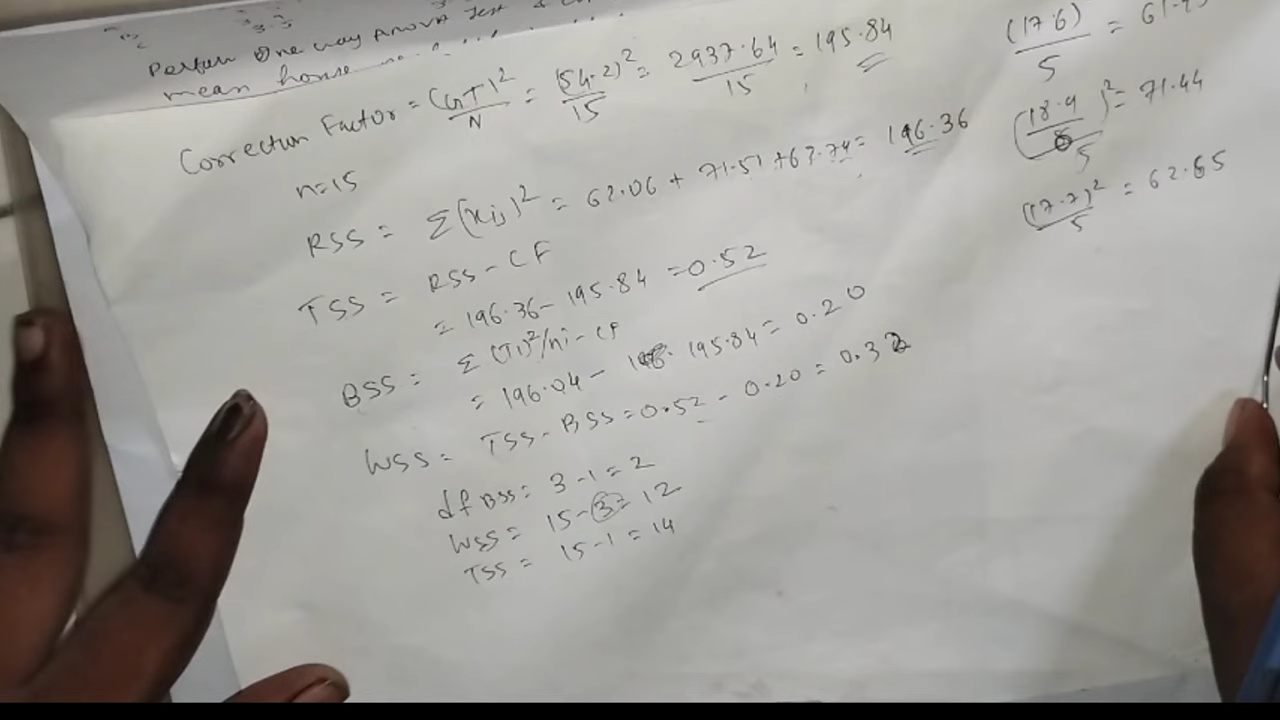 Perform One way Anova Test
mean
Correction Factor = (GT)²/N = (54.2)²/15 = 2937.64/15 = 195.84
n=15
RSS = Σ(xij)² = 62.06 + 71.51 + 63.74 = 196.36
TSS = RSS - CF
= 196.36 - 195.84 = 0.52
BSS = Σ(Ti)²/ni - CF
= 196.04 - 195.84 = 0.20
WSS = TSS - BSS = 0.52 - 0.20 = 0.32
df BSS = 3-1 = 2
WSS = 15-3 = 12
TSS = 15-1 = 14
(17.6)/5 =
(18.9/5)² = 71.44
(17.7)²/5 = 62.65